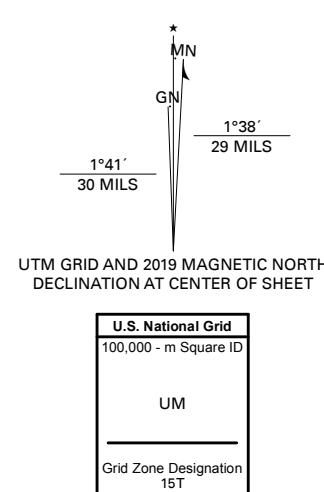 ★
MN
GN
1°38´
29 MILS
1°41´
30 MILS
UTM GRID AND 2019 MAGNETIC NORTH
DECLINATION AT CENTER OF SHEET
U.S. National Grid
100,000 - m Square ID
UM
Grid Zone Designation
15T